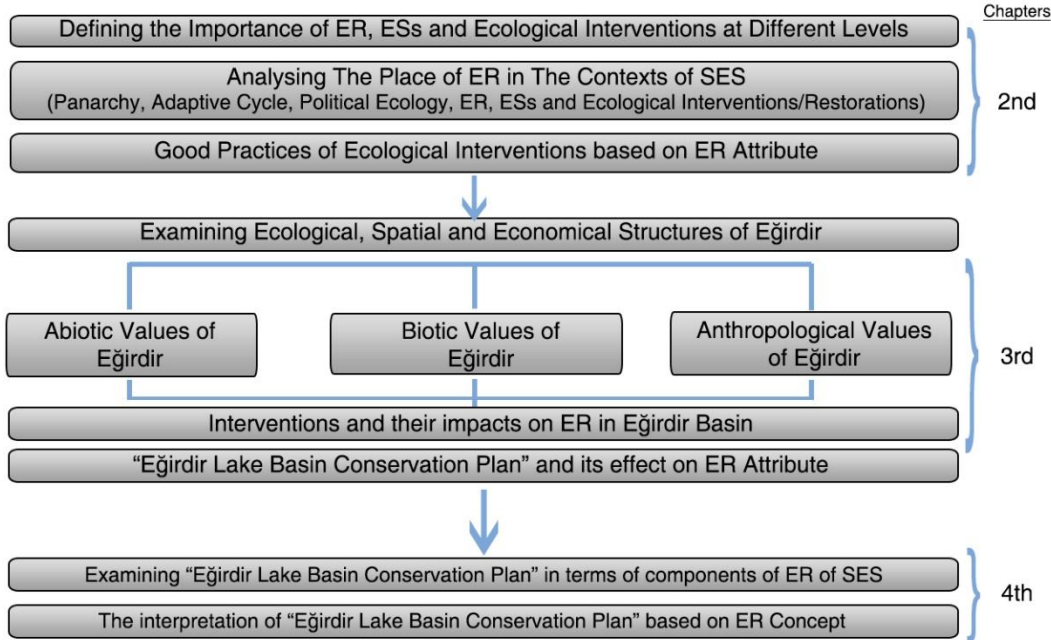 Chapters
Defining the Importance of ER, ESs and Ecological Interventions at Different Levels
Analysing The Place of ER in The Contexts of SES
(Panarchy, Adaptive Cycle, Political Ecology, ER, ESs and Ecological Interventions/Restorations)
2nd
Good Practices of Ecological Interventions based on ER Attribute
Examining Ecological, Spatial and Economical Structures of Eğirdir
Abiotic Values of
Eğirdir
Biotic Values of
Eğirdir
Anthropological Values
of Eğirdir
3rd
Interventions and their impacts on ER in Eğirdir Basin
“Eğirdir Lake Basin Conservation Plan” and its effect on ER Attribute
Examining “Eğirdir Lake Basin Conservation Plan” in terms of components of ER of SES
4th
The interpretation of “Eğirdir Lake Basin Conservation Plan” based on ER Concept